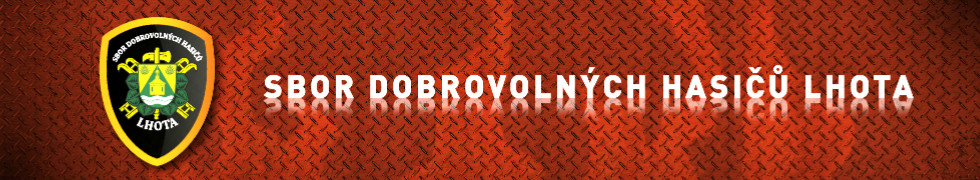 SBOR DOBROVOLNÝCH HASIČŮ
LHOTA
SBOR DOBROVOLNÝCH HASIČŮ LHOTA